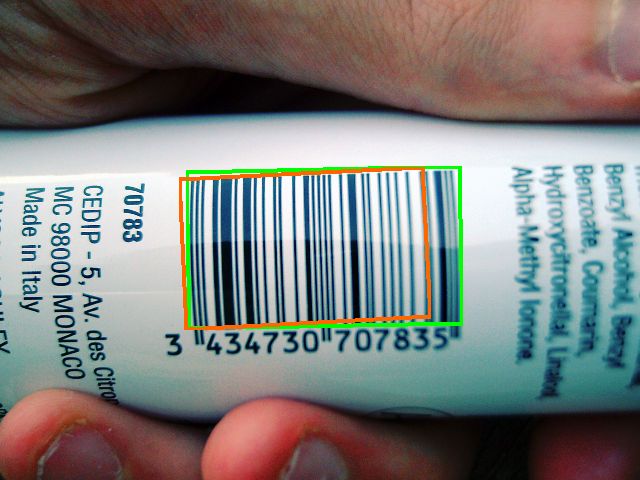 70783
CEDIP - 5, Av. des Citron
MC 98000 MONACO
Made in Italy
3 434730 707835
Benzyl Alcohol, Benzyl
Benzoate, Coumarin,
Hydroxycitronellal, Linalool,
Alpha-Methyl Ionone,